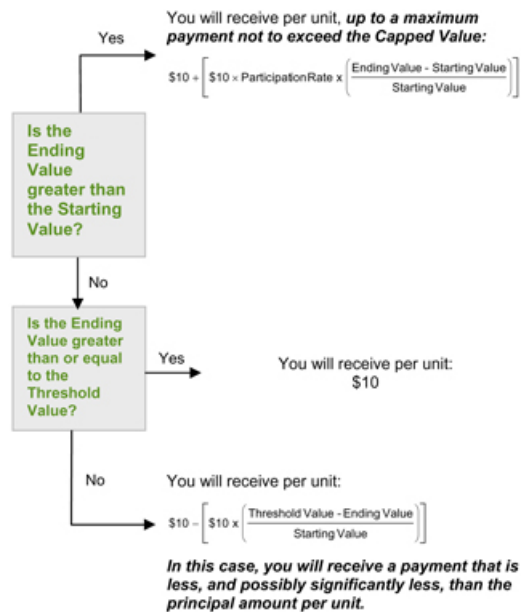 Yes
You will receive per unit, up to a maximum
payment not to exceed the Capped Value:
$10 + [ $10 × Participation Rate x ( Ending Value - Starting Value / Starting Value ) ]
Is the
Ending
Value
greater than
the Starting
Value?
No
Is the Ending
Value greater
than or equal
to the
Threshold
Value?
Yes
You will receive per unit:
$10
No
You will receive per unit:
$10 – [ $10 x ( Threshold Value - Ending Value / Starting Value ) ]
In this case, you will receive a payment that is
less, and possibly significantly less, than the
principal amount per unit.